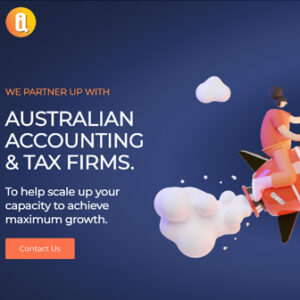 WE PARTNER UP WITH
AUSTRALIAN
ACCOUNTING
& TAX FIRMS.
To help scale up your
capacity to achieve
maximum growth.
Contact Us